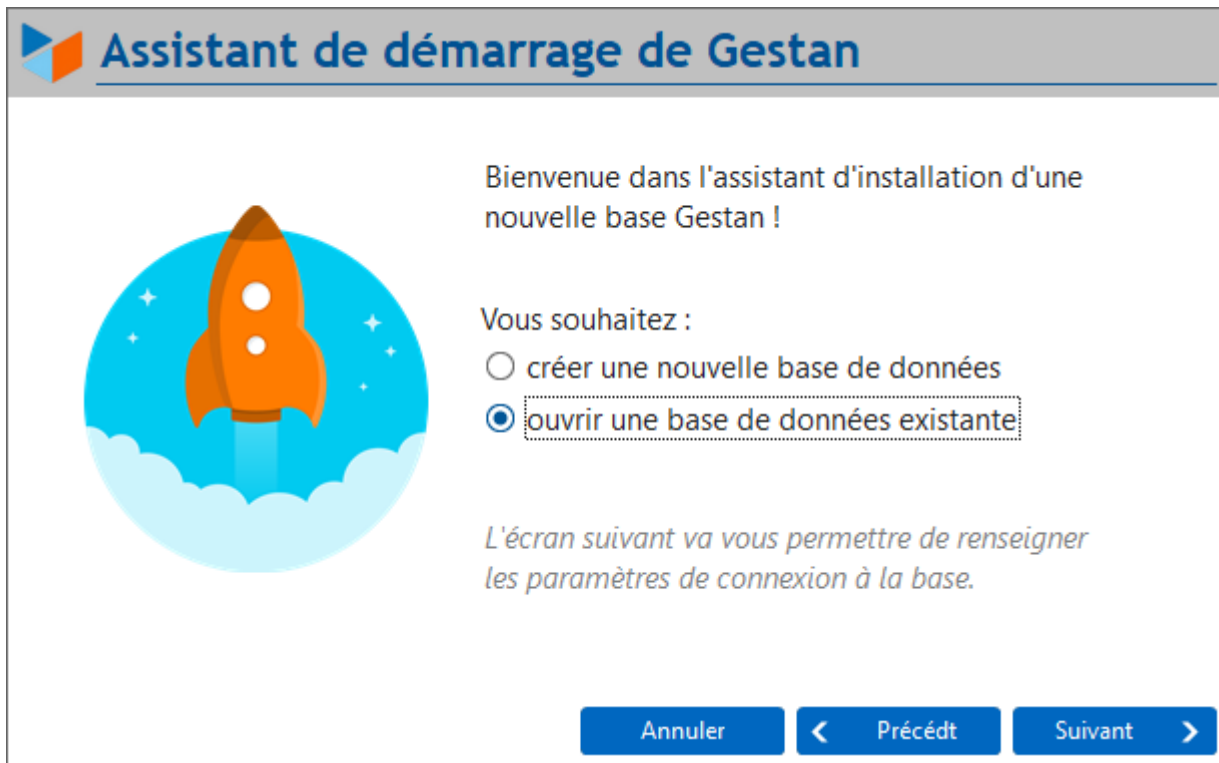 Assistant de démarrage de Gestan
Bienvenue dans l'assistant d'installation d'une
nouvelle base Gestan !
Vous souhaitez :
créer une nouvelle base de données
ouvrir une base de données existante
L'écran suivant va vous permettre de renseigner
les paramètres de connexion à la base.
Annuler
Précédt
Suivant